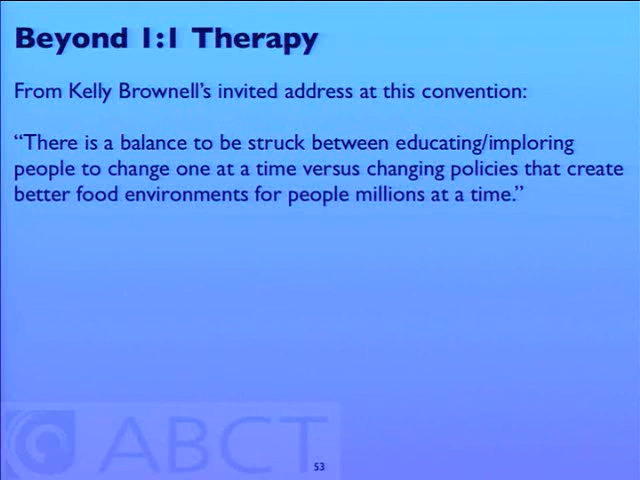 Beyond 1:1 Therapy
From Kelly Brownell’s invited address at this convention:
“There is a balance to be struck between educating/imploring
people to change one at a time versus changing policies that create
better food environments for people millions at a time.”
ABCT
53